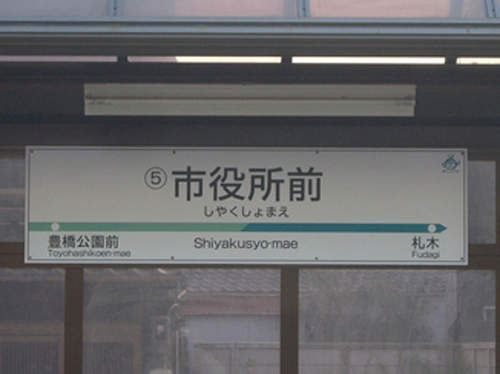 ⑤市役所前
しやくしょまえ
豊橋公園前 Shiyakusyo-mae 札木
Toyohashikoen-mae Fudagi